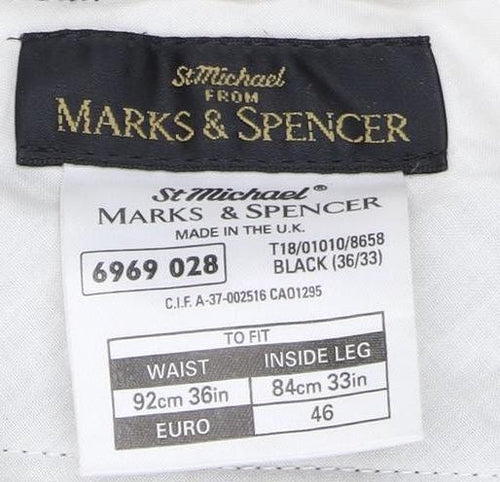 St Michael
FROM
MARKS & SPENCER
St Michael®
MARKS & SPENCER
MADE IN THE U.K.
6969 028
T18/01010/8658
BLACK (36/33)
C.I.F. A-37-002516 CA01295
TO FIT
WAIST INSIDE LEG
92cm 36in 84cm 33in
EURO 46